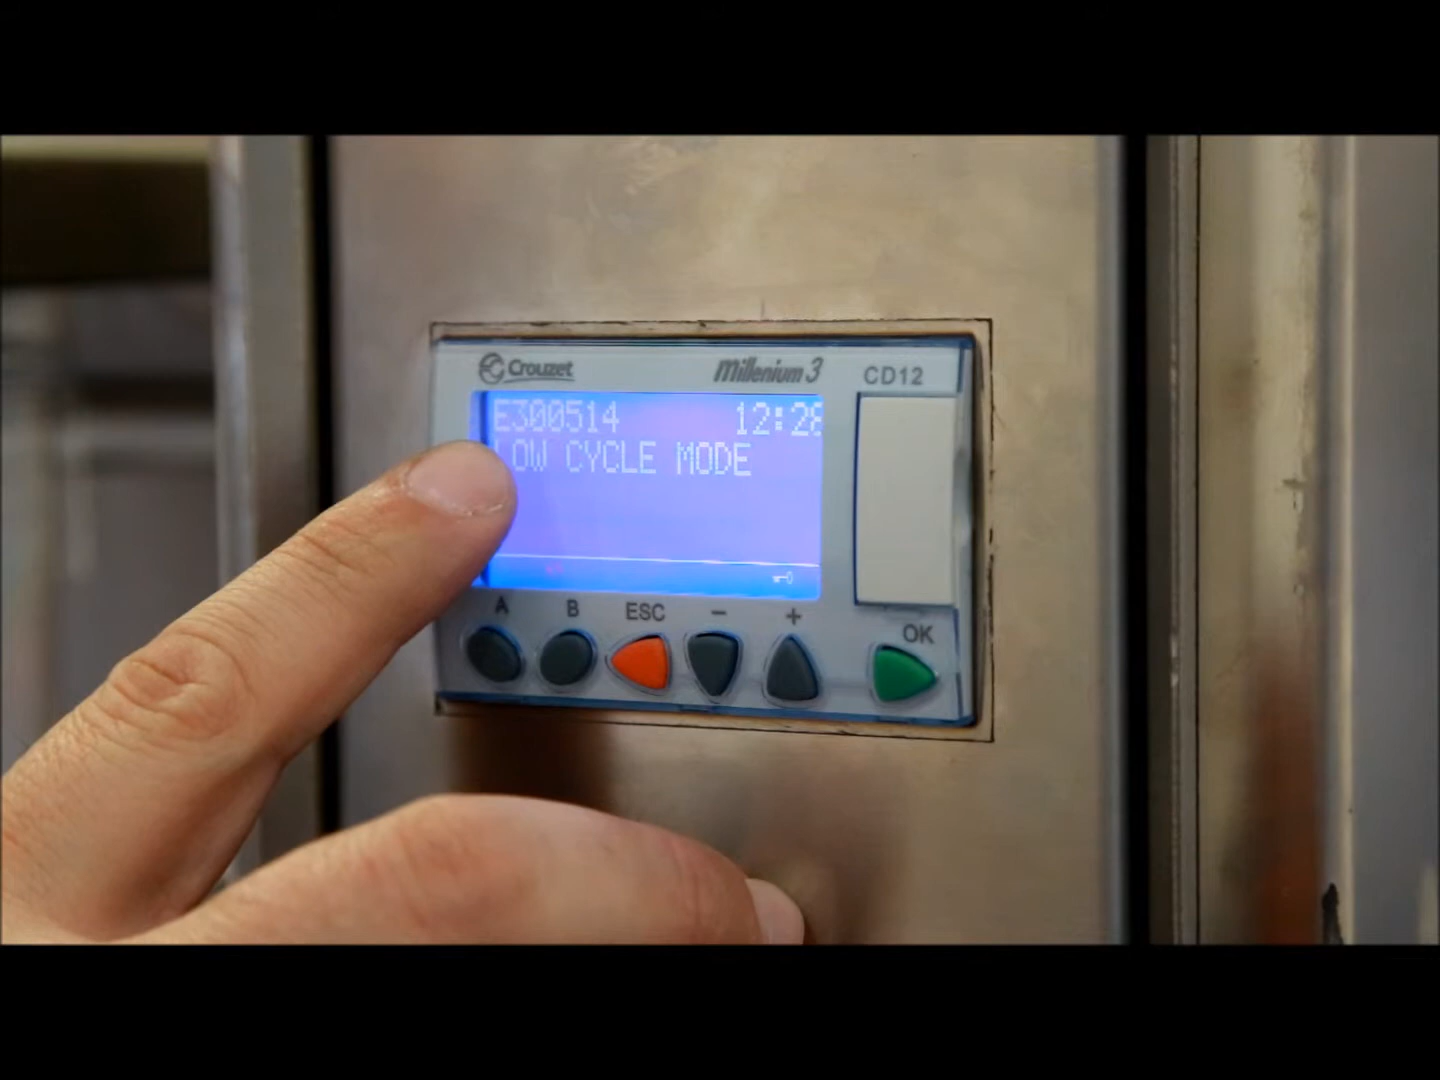 Crouzet Millenium 3 CD12
E300514 12:28
LOW CYCLE MODE
A B ESC − +
OK